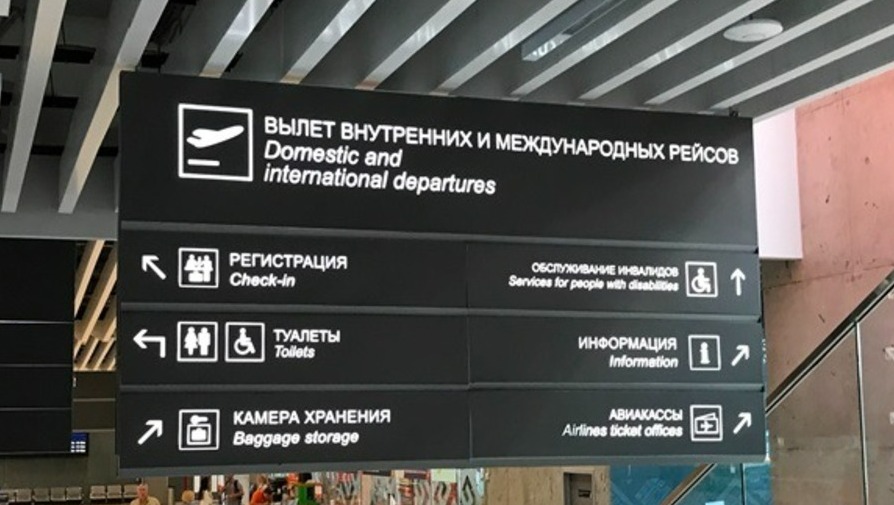 ВЫЛЕТ ВНУТРЕННИХ И МЕЖДУНАРОДНЫХ РЕЙСОВ
Domestic and
international departures
РЕГИСТРАЦИЯ
Check-in
ТУАЛЕТЫ
Toilets
КАМЕРА ХРАНЕНИЯ
Baggage storage
ОБСЛУЖИВАНИЕ ИНВАЛИДОВ
Services for people with disabilities
ИНФОРМАЦИЯ
Information
АВИАКАССЫ
Airlines ticket offices